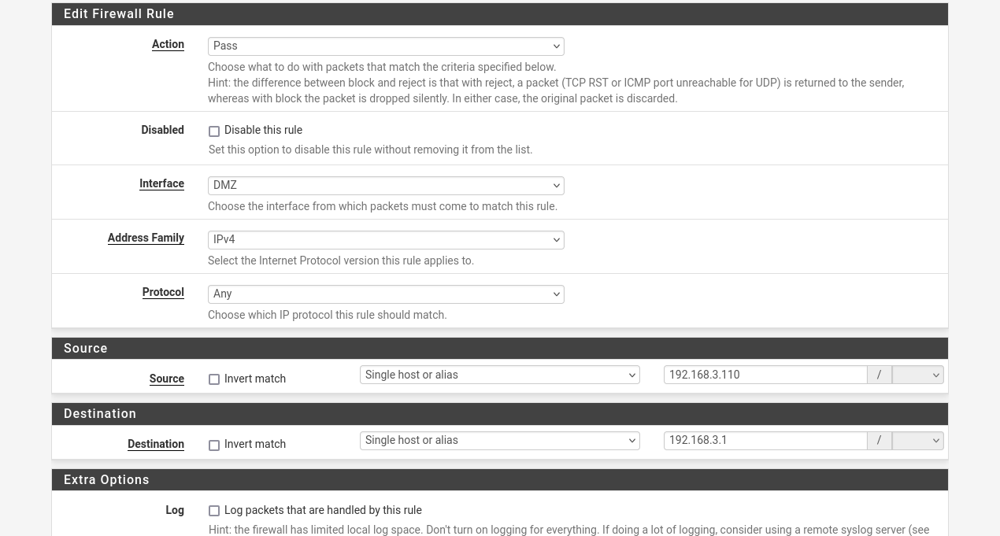 Edit Firewall Rule
Action
Pass
Choose what to do with packets that match the criteria specified below.
Hint: the difference between block and reject is that with reject, a packet (TCP RST or ICMP port unreachable for UDP) is returned to the sender,
whereas with block the packet is dropped silently. In either case, the original packet is discarded.
Disabled
Disable this rule
Set this option to disable this rule without removing it from the list.
Interface
DMZ
Choose the interface from which packets must come to match this rule.
Address Family
IPv4
Select the Internet Protocol version this rule applies to.
Protocol
Any
Choose which IP protocol this rule should match.
Source
Source
Invert match
Single host or alias
192.168.3.110
/
Destination
Destination
Invert match
Single host or alias
192.168.3.1
/
Extra Options
Log
Log packets that are handled by this rule
Hint: the firewall has limited local log space. Don't turn on logging for everything. If doing a lot of logging, consider using a remote syslog server (see